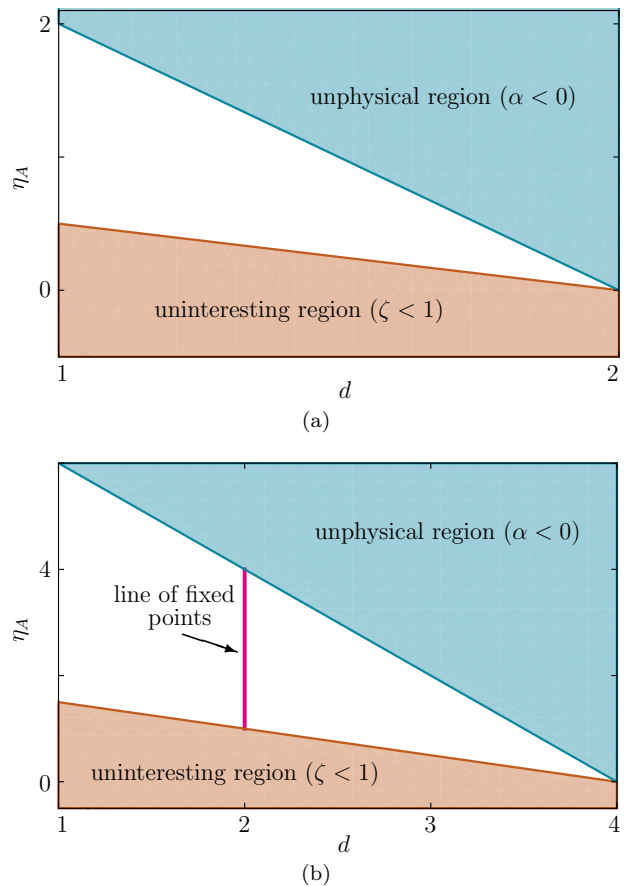 2
unphysical region (α < 0)
η_A
0
uninteresting region (ζ < 1)
1
2
d
(a)
unphysical region (α < 0)
4
line of fixed
points
η_A
0
uninteresting region (ζ < 1)
1
2
3
4
d
(b)